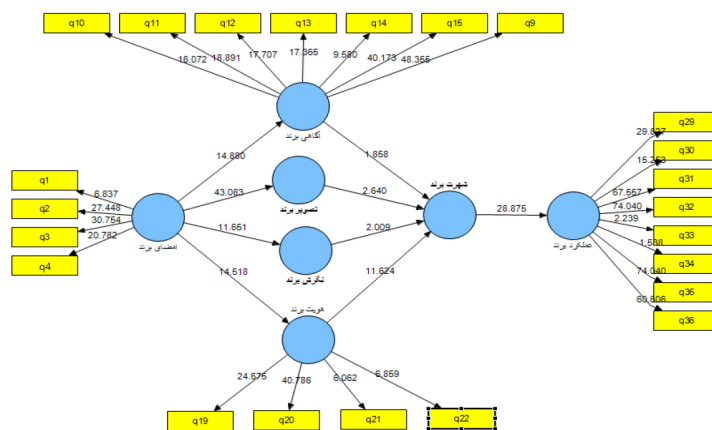 q10
q11
q12
q13
q14
q15
q9
16.072
18.891
17.707
17.365
9.580
40.173
48.355
آگاهی برند
q29
q30
q31
q32
q33
q34
q35
q36
15.253
67.557
74.040
2.239
1.538
74.040
60.606
عملکرد برند
14.880
1.858
شهرت برند
q1
q2
q3
q4
6.837
27.448
30.754
20.782
امضای برند
43.083
تصویر برند
2.640
28.875
11.651
نگرش برند
2.009
14.518
هویت برند
11.624
24.675
40.786
6.062
6.859
q19
q20
q21
q22